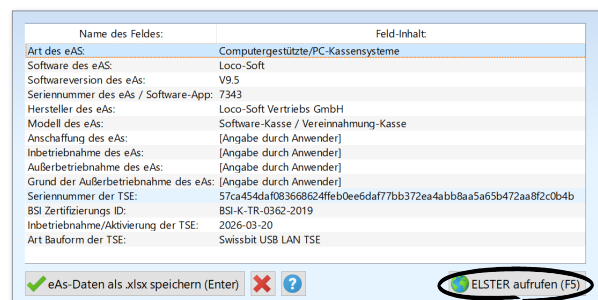 Name des Feldes: Feld-Inhalt:
Art des eAS: Computergestützte/PC-Kassensysteme
Software des eAS: Loco-Soft
Softwareversion des eAs: V9.5
Seriennummer des eAs / Software-App: 7343
Hersteller des eAs: Loco-Soft Vertriebs GmbH
Modell des eAs: Software-Kasse / Vereinnahmung-Kasse
Anschaffung des eAs: [Angabe durch Anwender]
Inbetriebnahme des eAs: [Angabe durch Anwender]
Außerbetriebnahme des eAs: [Angabe durch Anwender]
Grund der Außerbetriebnahme des eAs: [Angabe durch Anwender]
Seriennummer der TSE: 57ca454daf083668624ffeb0ee6daf77bb372ea4abb8aa5a65b472aa8f2c0b4b
BSI Zertifizierungs ID: BSI-K-TR-0362-2019
Inbetriebnahme/Aktivierung der TSE: 2026-03-20
Art Bauform der TSE: Swissbit USB LAN TSE
eAs-Daten als .xlsx speichern (Enter) ? ELSTER aufrufen (F5)